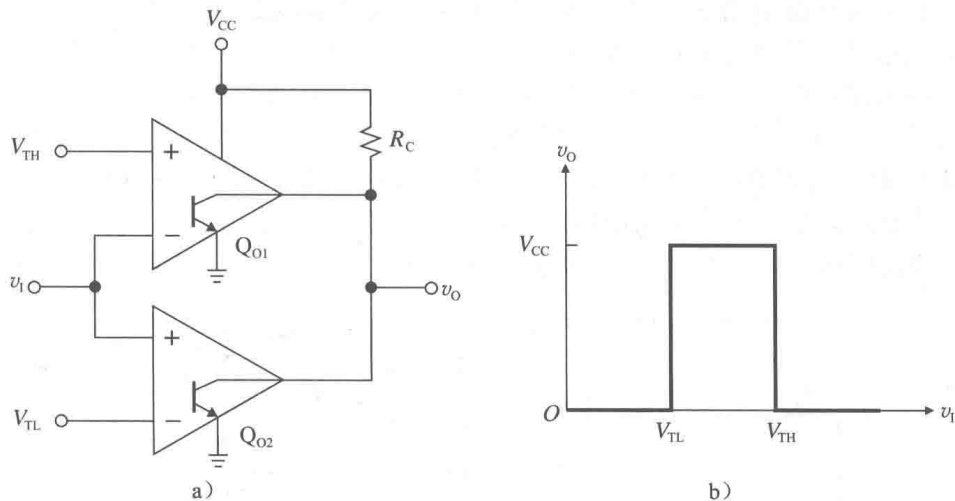 V_CC
V_TH
+
−
R_C
Q_O1
v_I
v_O
+
−
V_TL
Q_O2
a）
v_O
V_CC
O
V_TL
V_TH
v_I
b）